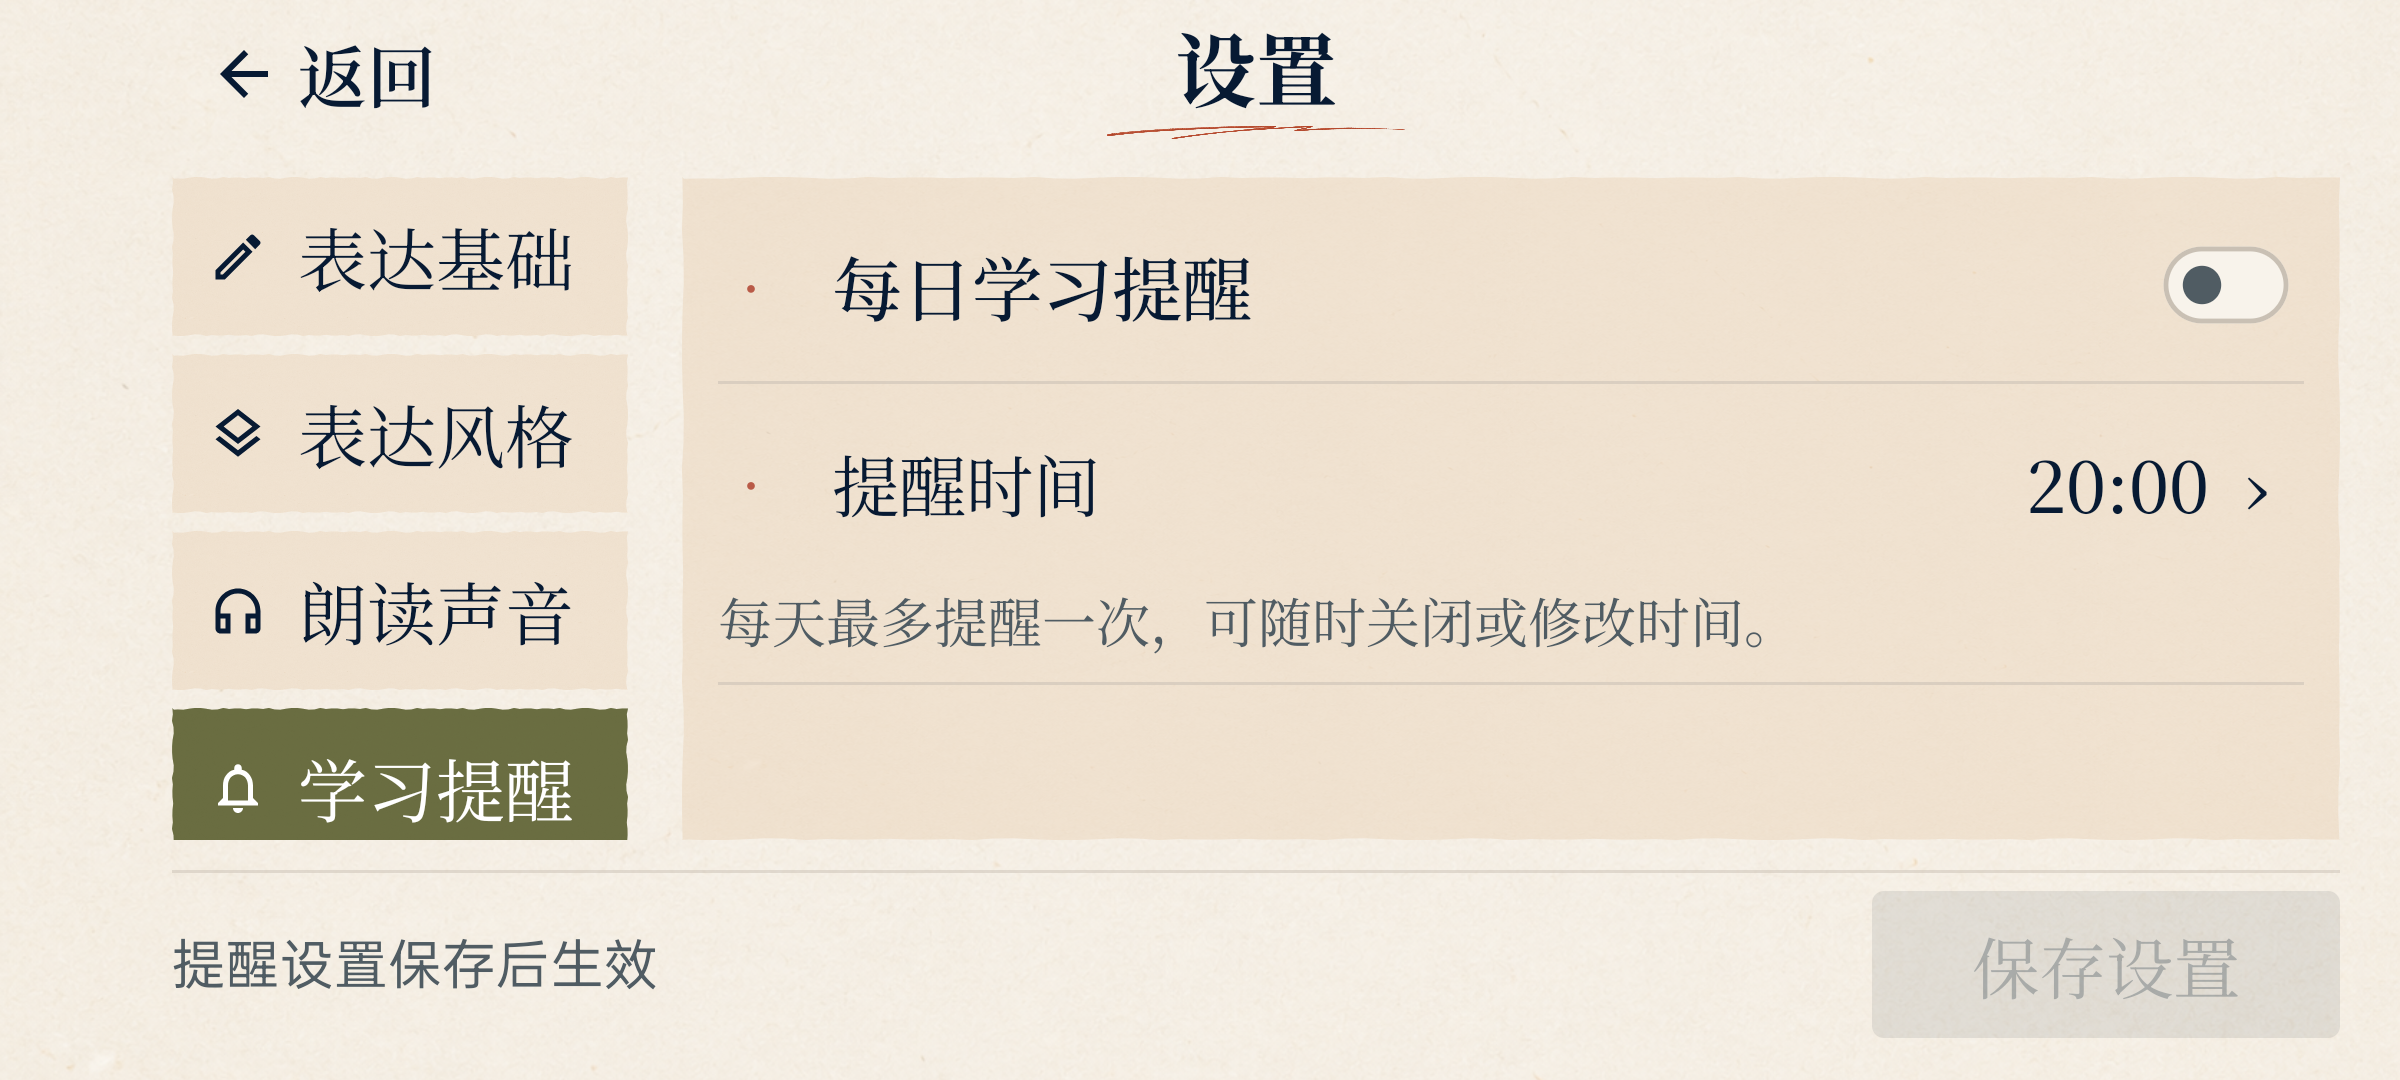 返回
设置
表达基础
表达风格
朗读声音
学习提醒
每日学习提醒
提醒时间
20:00
每天最多提醒一次，可随时关闭或修改时间。
提醒设置保存后生效
保存设置